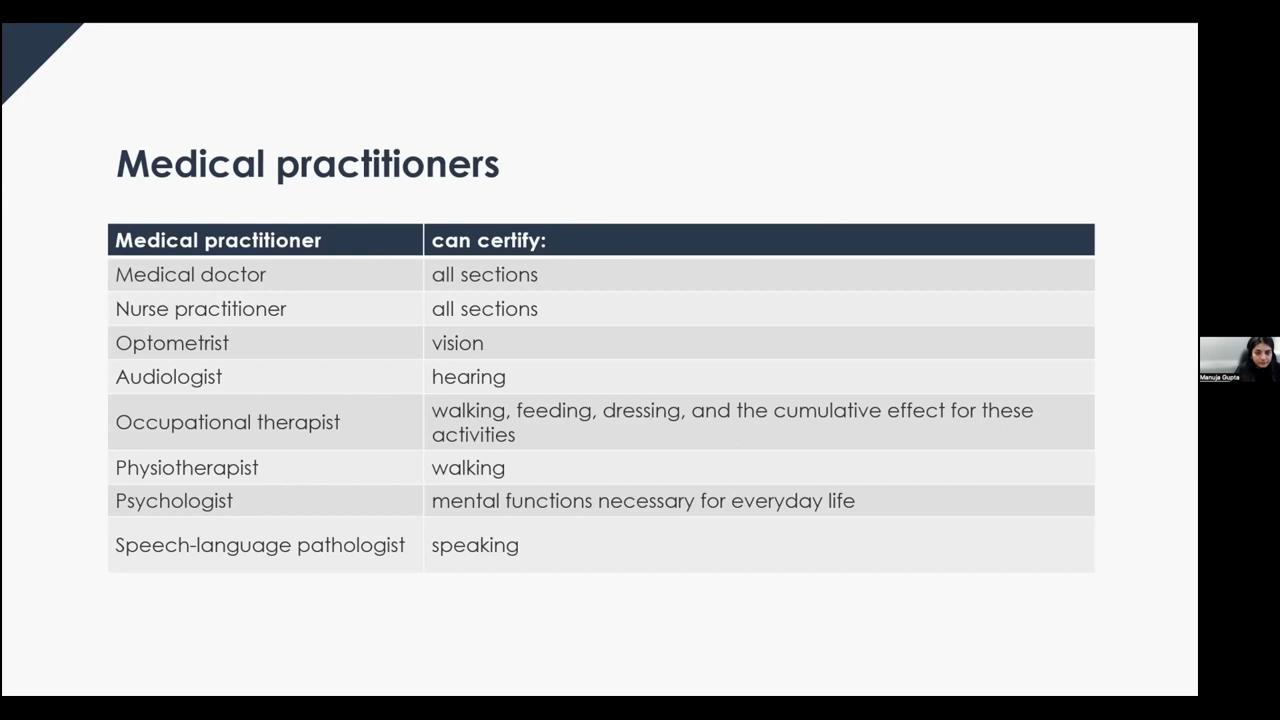 Medical practitioners
Medical practitioner can certify:
Medical doctor all sections
Nurse practitioner all sections
Optometrist vision
Audiologist hearing
Occupational therapist walking, feeding, dressing, and the cumulative effect for these
activities
Physiotherapist walking
Psychologist mental functions necessary for everyday life
Speech-language pathologist speaking
Manuja Gupta